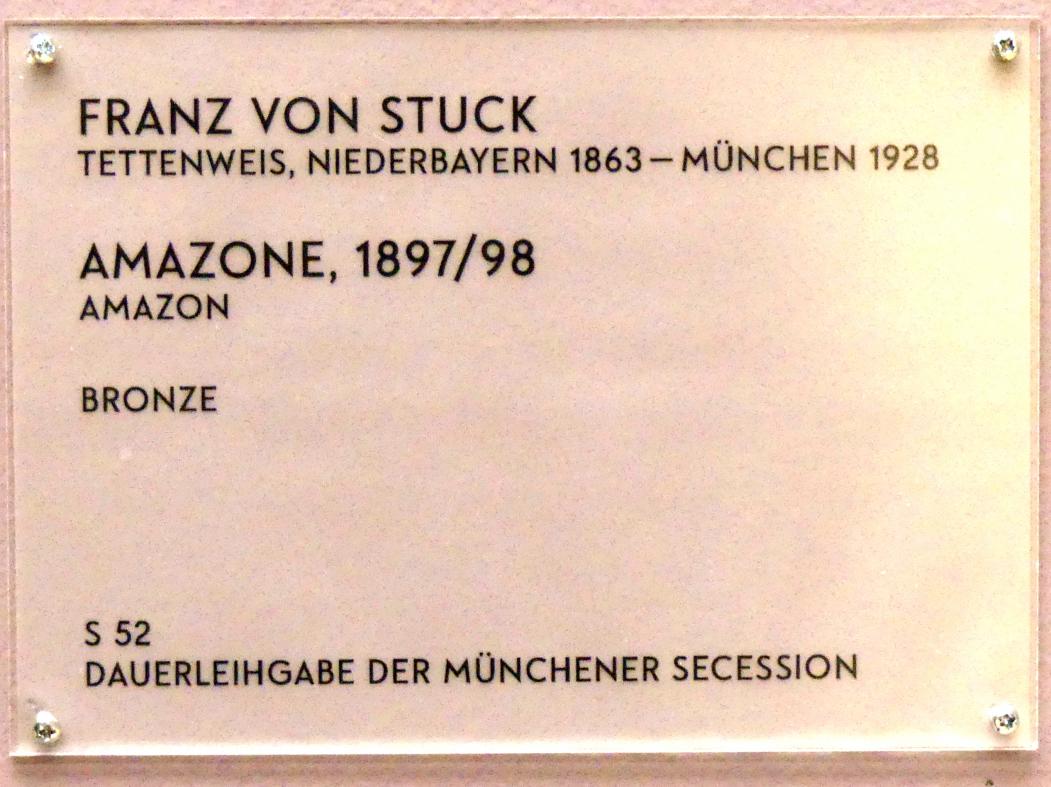 FRANZ VON STUCK
TETTENWEIS, NIEDERBAYERN 1863 – MÜNCHEN 1928
AMAZONE, 1897/98
AMAZON
BRONZE
S 52
DAUERLEIHGABE DER MÜNCHENER SECESSION